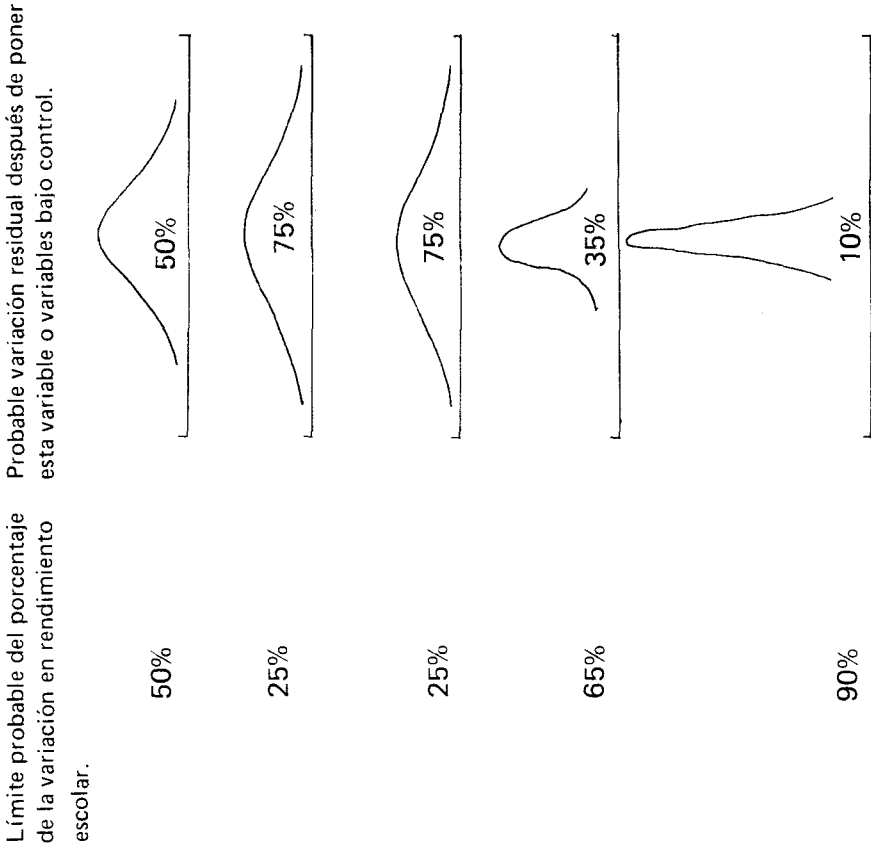 Límite probable del porcentaje
de la variación en rendimiento
escolar.
Probable variación residual después de poner
esta variable o variables bajo control.
50%
50%
25%
75%
25%
75%
65%
35%
90%
10%